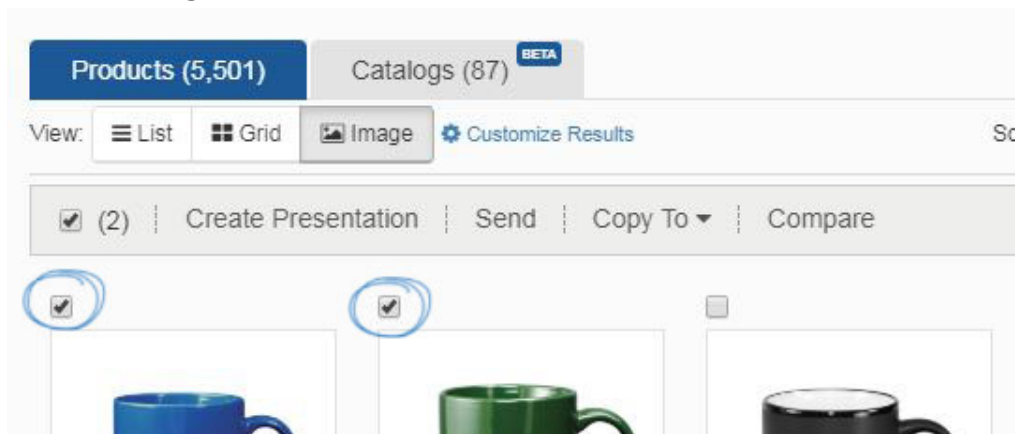 Products (5,501) Catalogs (87) BETA
View: List Grid Image Customize Results
(2) Create Presentation Send Copy To Compare